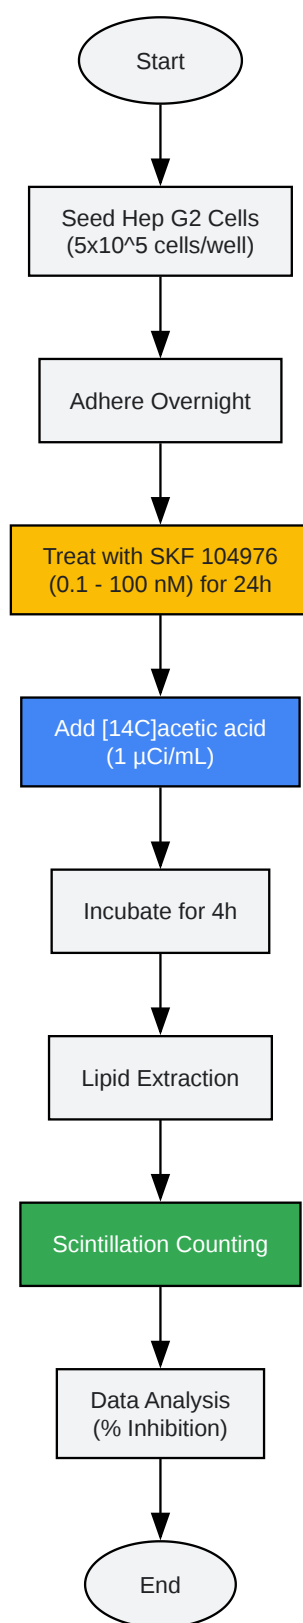 Start
Seed Hep G2 Cells
(5x10^5 cells/well)
Adhere Overnight
Treat with SKF 104976
(0.1 - 100 nM) for 24h
Add [14C]acetic acid
(1 µCi/mL)
Incubate for 4h
Lipid Extraction
Scintillation Counting
Data Analysis
(% Inhibition)
End